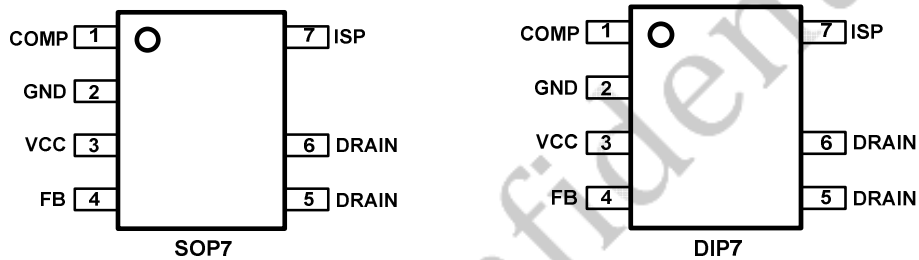 COMP 1 7 ISP
GND 2
VCC 3 6 DRAIN
FB 4 5 DRAIN
SOP7
COMP 1 7 ISP
GND 2
VCC 3 6 DRAIN
FB 4 5 DRAIN
DIP7